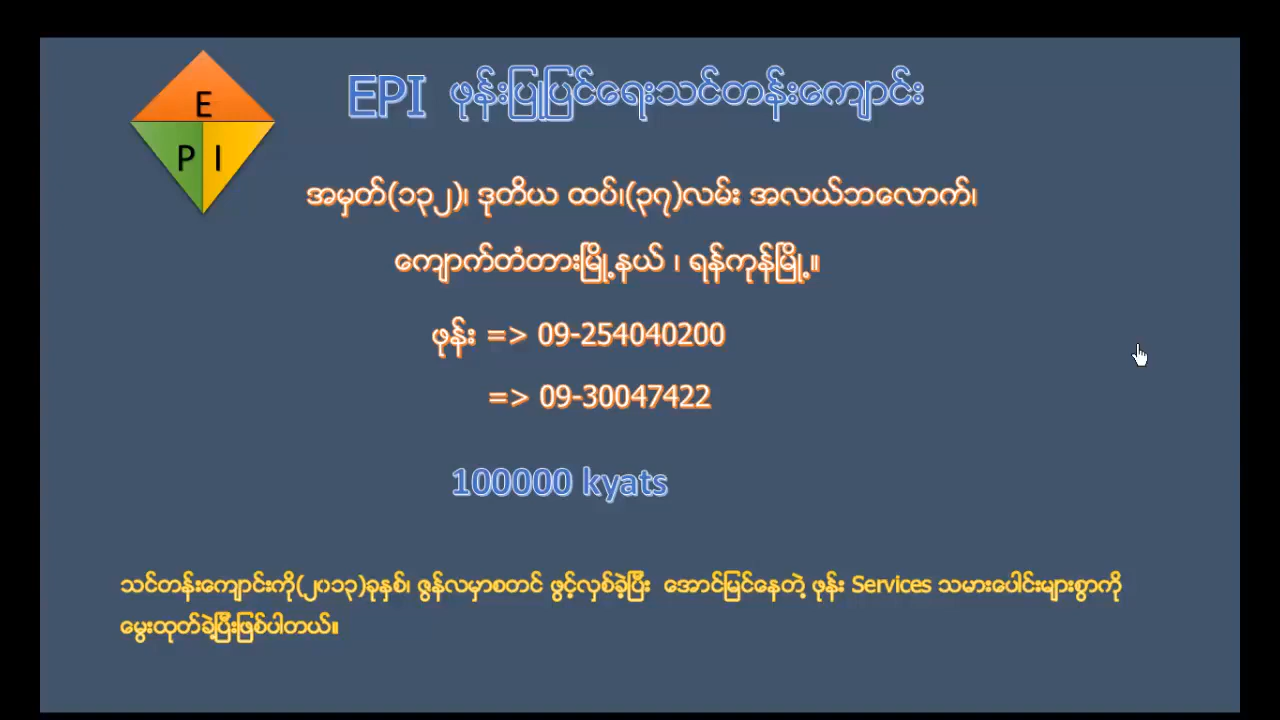 E
P I
EPI ဖုန်းပြုပြင်ရေးသင်တန်းကျောင်း
အမှတ်(၁၃၂)၊ ဒုတိယ ထပ်၊(၃၇)လမ်း အလယ်ဘလောက်၊
ကျောက်တံတားမြို့နယ် ၊ ရန်ကုန်မြို့။
ဖုန်း => 09-254040200
=> 09-30047422
100000 kyats
သင်တန်းကျောင်းကို(၂၀၁၃)ခုနှစ်၊ ဇွန်လမှာစတင် ဖွင့်လှစ်ခဲ့ပြီး အောင်မြင်နေတဲ့ ဖုန်း Services သမားပေါင်းများစွာကို
မွေးထုတ်ခဲ့ပြီးဖြစ်ပါတယ်။